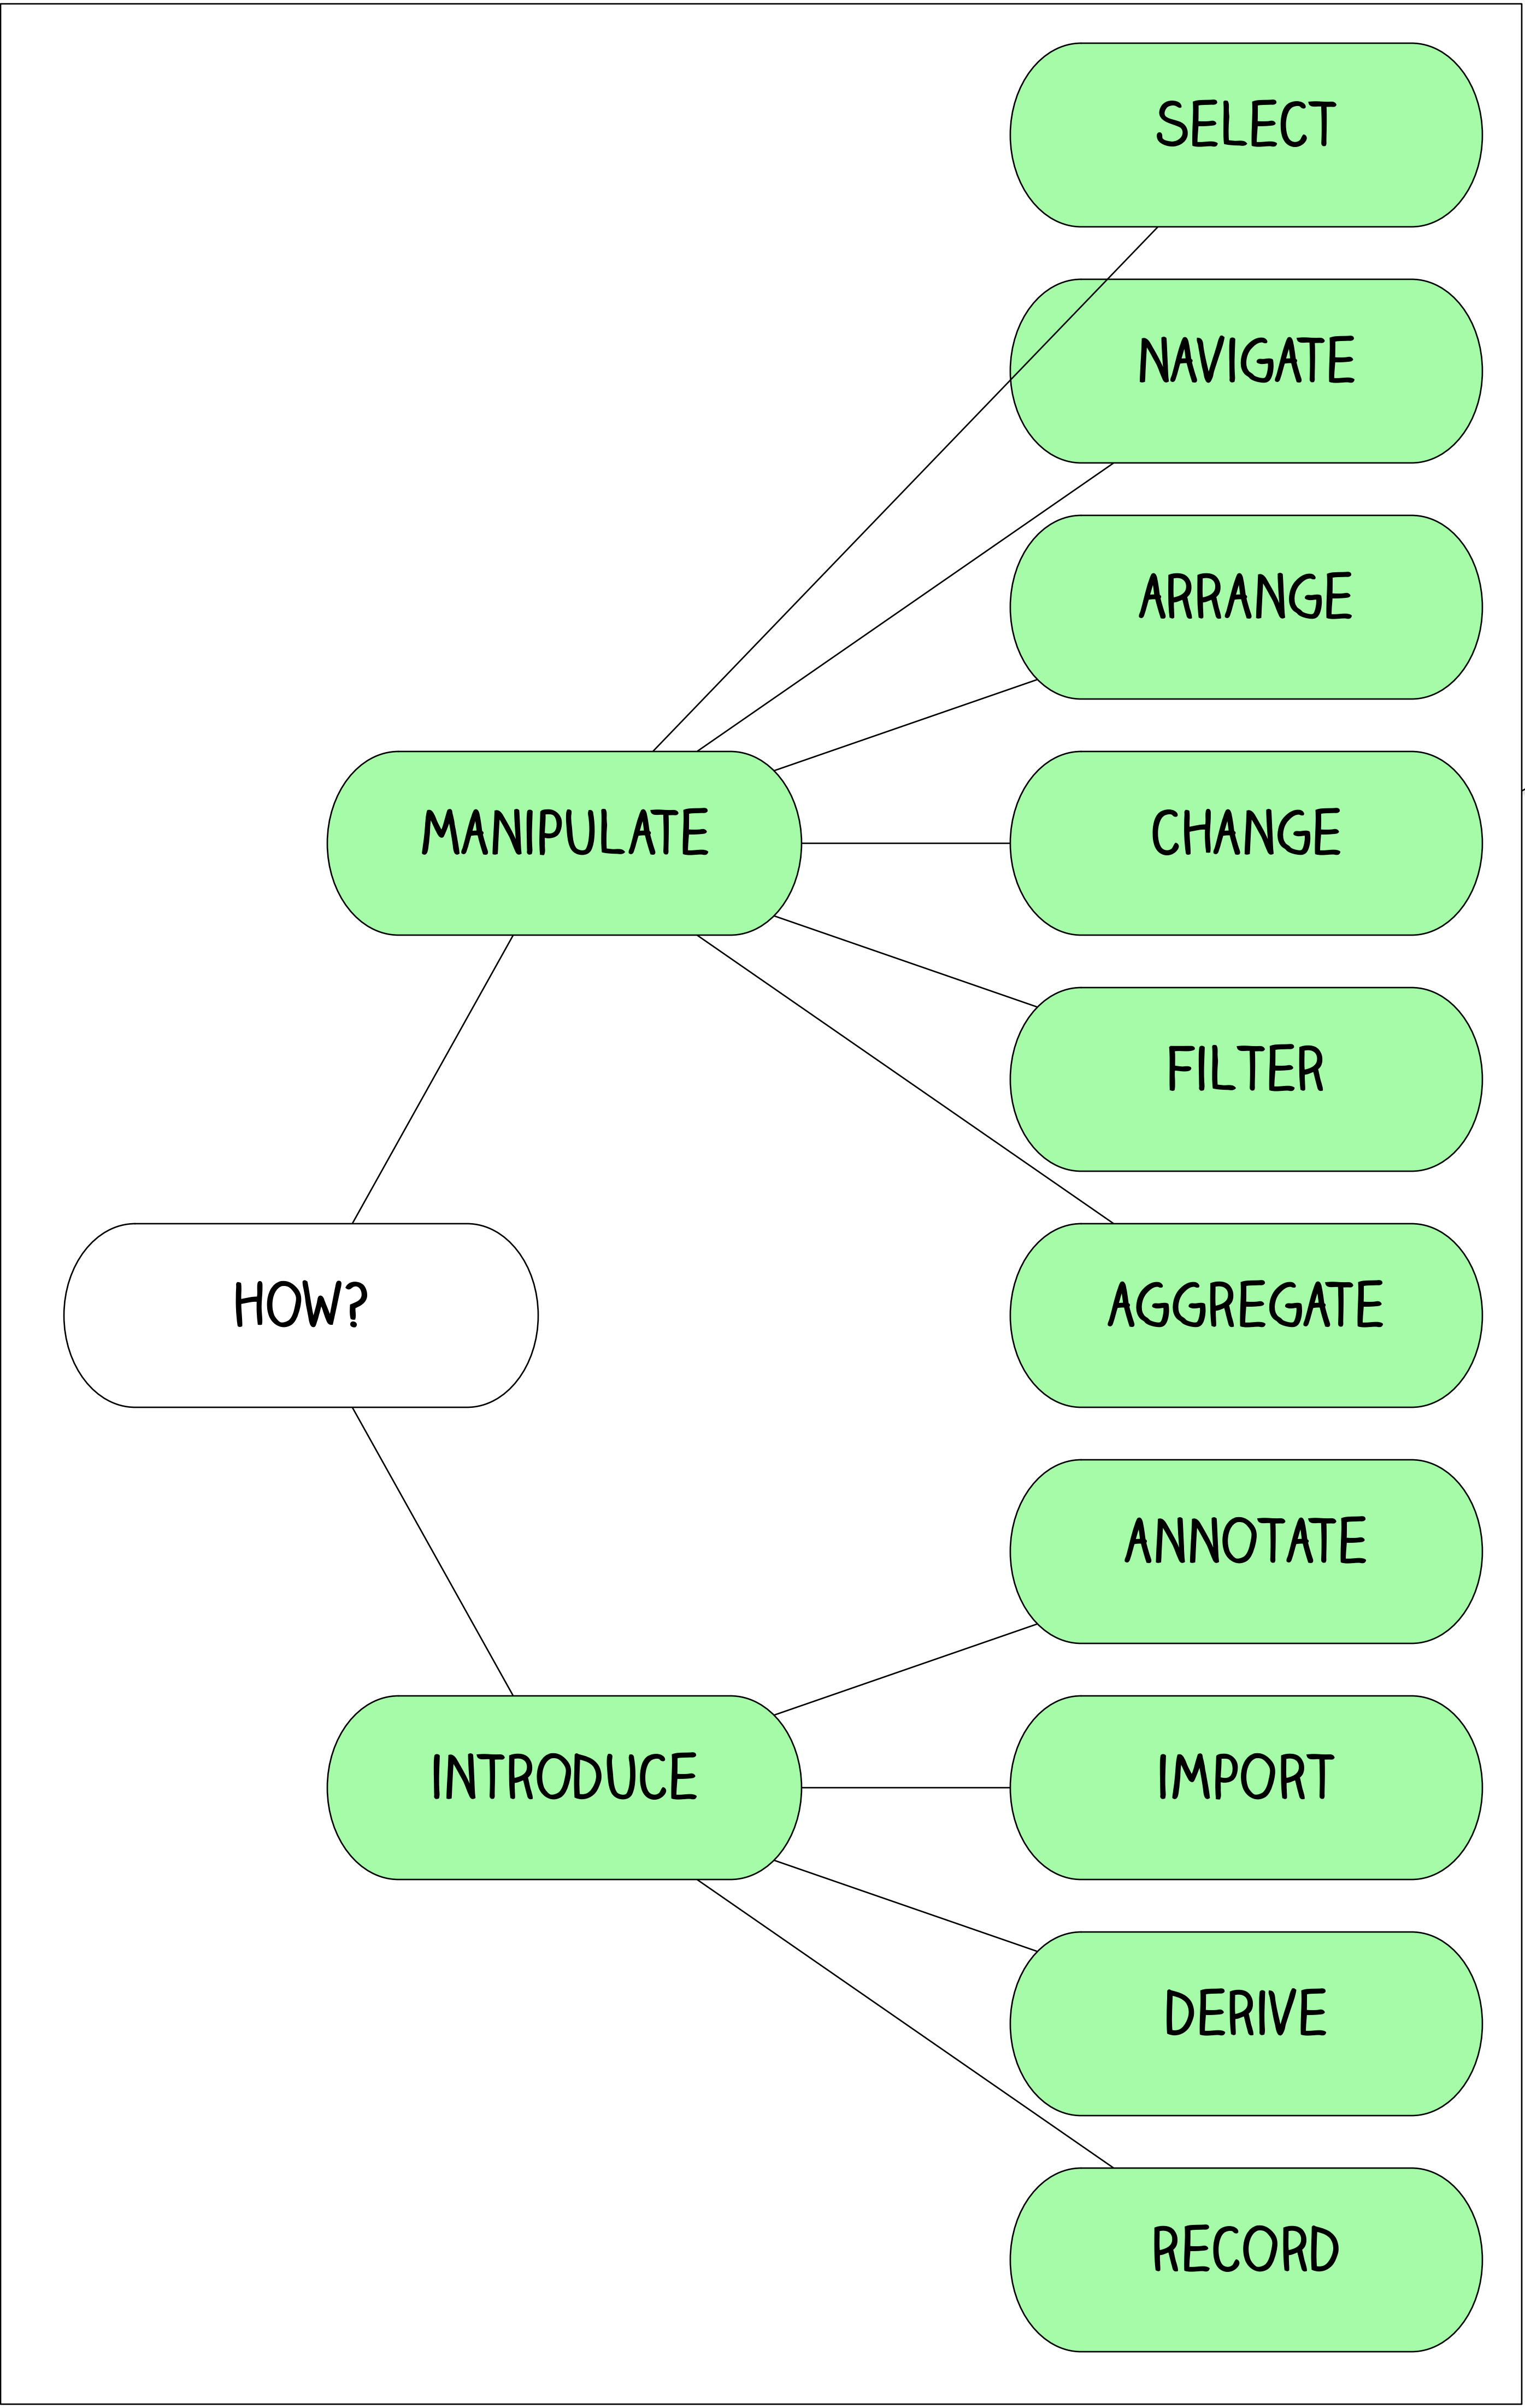 SELECT
NAVIGATE
ARRANGE
MANIPULATE
CHANGE
FILTER
HOW?
AGGREGATE
ANNOTATE
INTRODUCE
IMPORT
DERIVE
RECORD